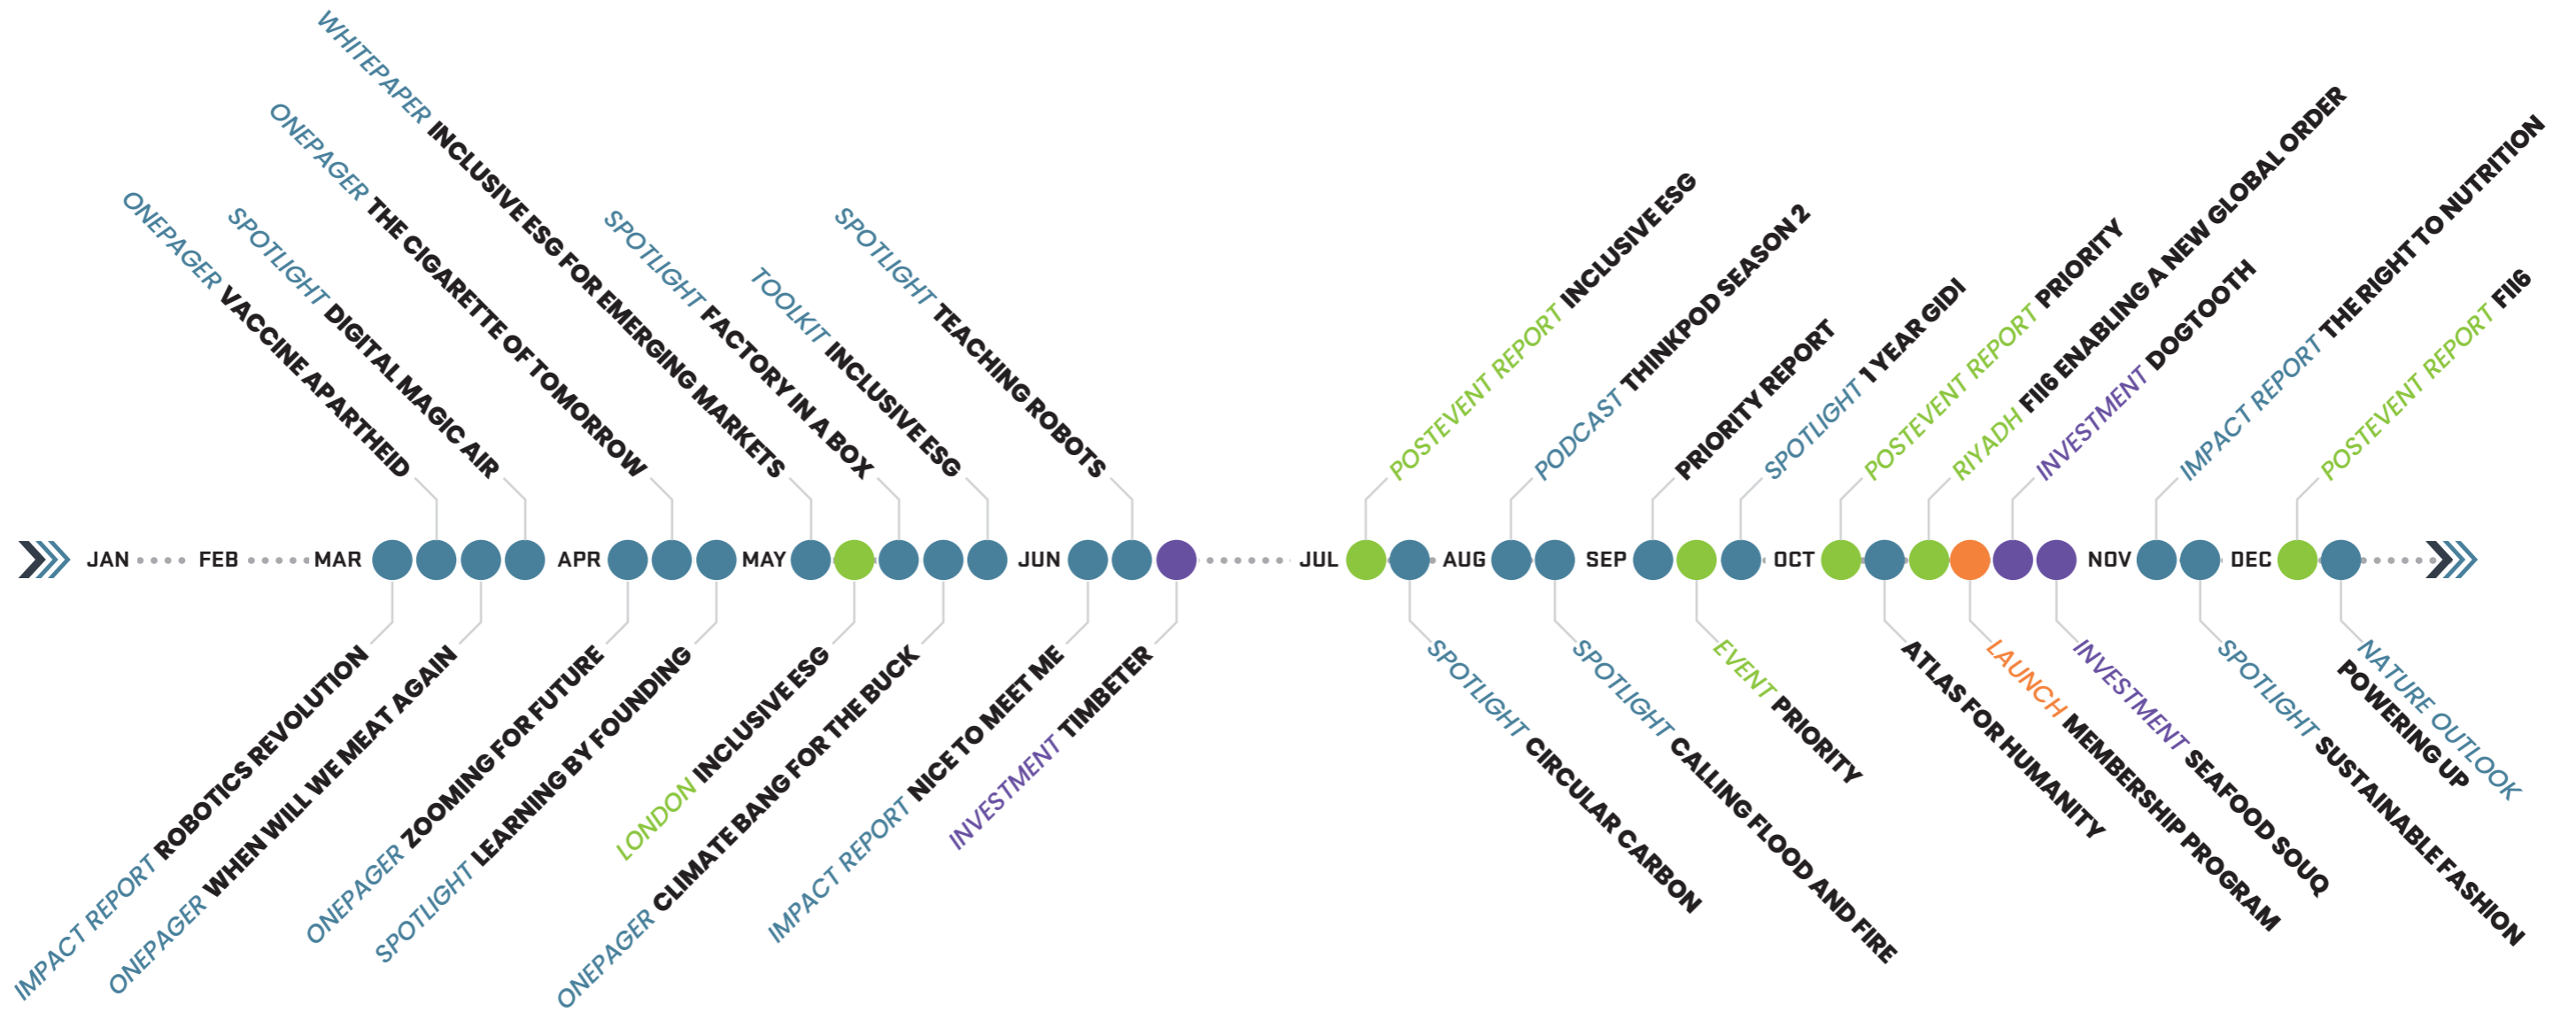 WHITEPAPER INCLUSIVE ESG FOR EMERGING MARKETS
ONEPAGER THE CIGARETTE OF TOMORROW
ONEPAGER VACCINE APARTHEID
SPOTLIGHT DIGITAL MAGIC AIR
SPOTLIGHT FACTORY IN A BOX
TOOLKIT INCLUSIVE ESG
SPOTLIGHT TEACHING ROBOTS
POSTEVENT REPORT INCLUSIVE ESG
PODCAST THINKPOD SEASON 2
PRIORITY REPORT
SPOTLIGHT 1 YEAR GIDI
POSTEVENT REPORT PRIORITY
RIYADH FII6 ENABLING A NEW GLOBAL ORDER
INVESTMENT DOGTOOTH
IMPACT REPORT THE RIGHT TO NUTRITION
POSTEVENT REPORT FII6
JAN FEB MAR APR MAY JUN JUL AUG SEP OCT NOV DEC
IMPACT REPORT ROBOTICS REVOLUTION
ONEPAGER WHEN WILL WE MEAT AGAIN
ONEPAGER ZOOMING FOR FUTURE
SPOTLIGHT LEARNING BY FOUNDING
LONDON INCLUSIVE ESG
ONEPAGER CLIMATE BANG FOR THE BUCK
IMPACT REPORT NICE TO MEET ME
INVESTMENT TIMBETER
SPOTLIGHT CIRCULAR CARBON
SPOTLIGHT CALLING FLOOD AND FIRE
EVENT PRIORITY
ATLAS FOR HUMANITY
LAUNCH MEMBERSHIP PROGRAM
INVESTMENT SEAFOOD SOUQ
SPOTLIGHT SUSTAINABLE FASHION
NATURE OUTLOOK
POWERING UP